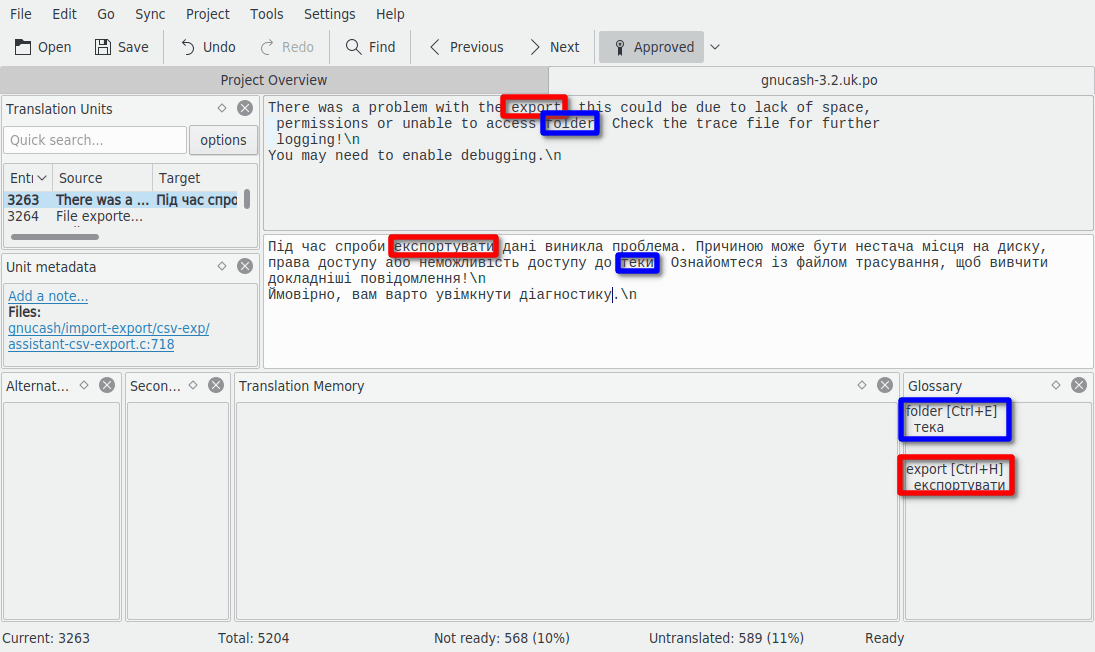 File Edit Go Sync Project Tools Settings Help
Open Save Undo Redo Find Previous Next Approved
Project Overview gnucash-3.2.uk.po
Translation Units
Quick search... options
Entr Source Target
3263 There was a ... Під час спро
3264 File exporte...
Unit metadata
Add a note...
Files:
gnucash/import-export/csv-exp/
assistant-csv-export.c:718
There was a problem with the export, this could be due to lack of space,
permissions or unable to access folder. Check the trace file for further
logging!\n
You may need to enable debugging.\n
Під час спроби експортувати дані виникла проблема. Причиною може бути нестача місця на диску,
права доступу або неможливість доступу до теки. Ознайомтеся із файлом трасування, щоб вивчити
докладніші повідомлення!\n
Ймовірно, вам варто увімкнути діагностику.\n
Alternat... Secon... Translation Memory Glossary
folder [Ctrl+E]
тека
export [Ctrl+H]
експортувати
Current: 3263 Total: 5204 Not ready: 568 (10%) Untranslated: 589 (11%) Ready